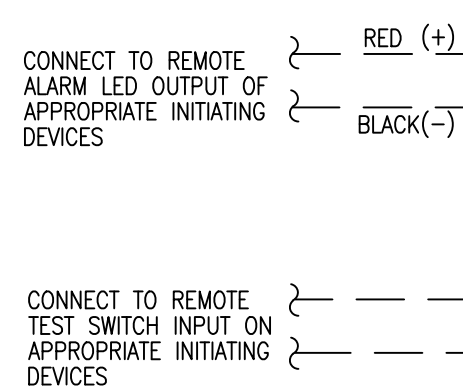 RED (+)
CONNECT TO REMOTE
ALARM LED OUTPUT OF
APPROPRIATE INITIATING
DEVICES
BLACK(-)
CONNECT TO REMOTE
TEST SWITCH INPUT ON
APPROPRIATE INITIATING
DEVICES